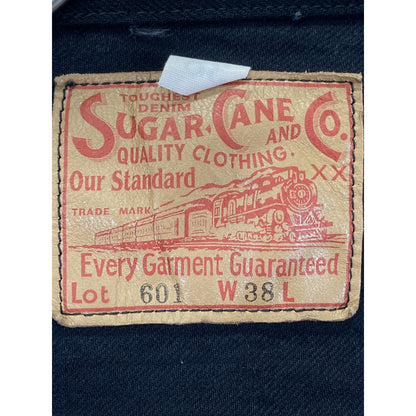 TOUGHEST
DENIM
SUGAR CANE AND CO.
QUALITY CLOTHING.
Our Standard XX
TRADE MARK
Every Garment Guaranteed
Lot 601 W 38 L